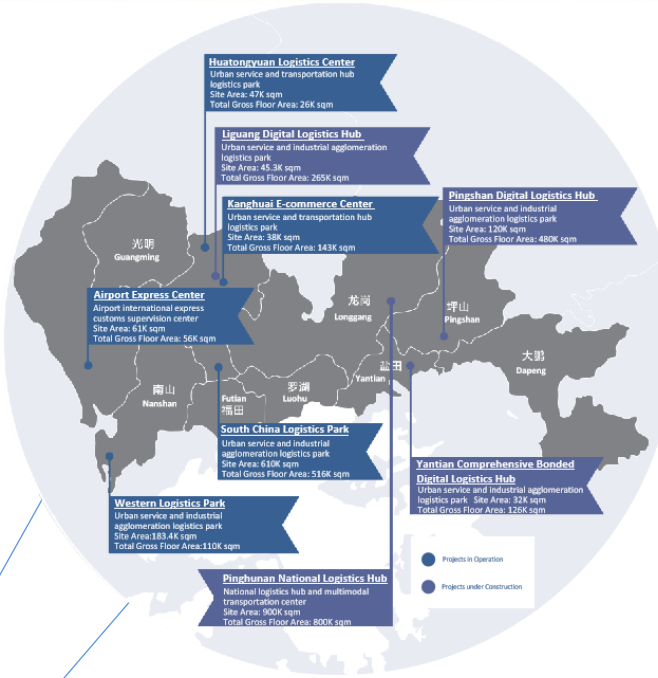 Huatongyuan Logistics Center
Urban service and transportation hub
logistics park
Site Area: 47K sqm
Total Gross Floor Area: 26K sqm
Liguang Digital Logistics Hub
Urban service and industrial agglomeration
logistics park
Site Area: 45.3K sqm
Total Gross Floor Area: 265K sqm
Kanghuai E-commerce Center
Urban service and transportation hub
logistics park
Site Area: 38K sqm
Total Gross Floor Area: 143K sqm
Pingshan Digital Logistics Hub
Urban service and industrial
agglomeration logistics park
Site Area: 120K sqm
Total Gross Floor Area: 480K sqm
光明
Guangming
Airport Express Center
Airport international express
customs supervision center
Site Area: 61K sqm
Total Gross Floor Area: 56K sqm
龙岗
Longgang
坪山
Pingshan
大鹏
Dapeng
盐田
Yantian
南山
Nanshan
Futian
福田
罗湖
Luohu
South China Logistics Park
Urban service and industrial
agglomeration logistics park
Site Area: 610K sqm
Total Gross Floor Area: 516K sqm
Yantian Comprehensive Bonded
Digital Logistics Hub
Urban service and industrial agglomeration
logistics park Site Area: 32K sqm
Total Gross Floor Area: 126K sqm
Western Logistics Park
Urban service and industrial
agglomeration logistics park
Site Area:183.4K sqm
Total Gross Floor Area:110K sqm
Pinghunan National Logistics Hub
National logistics hub and multimodal
transportation center
Site Area: 900K sqm
Total Gross Floor Area: 800K sqm
Projects in Operation
Projects under Construction